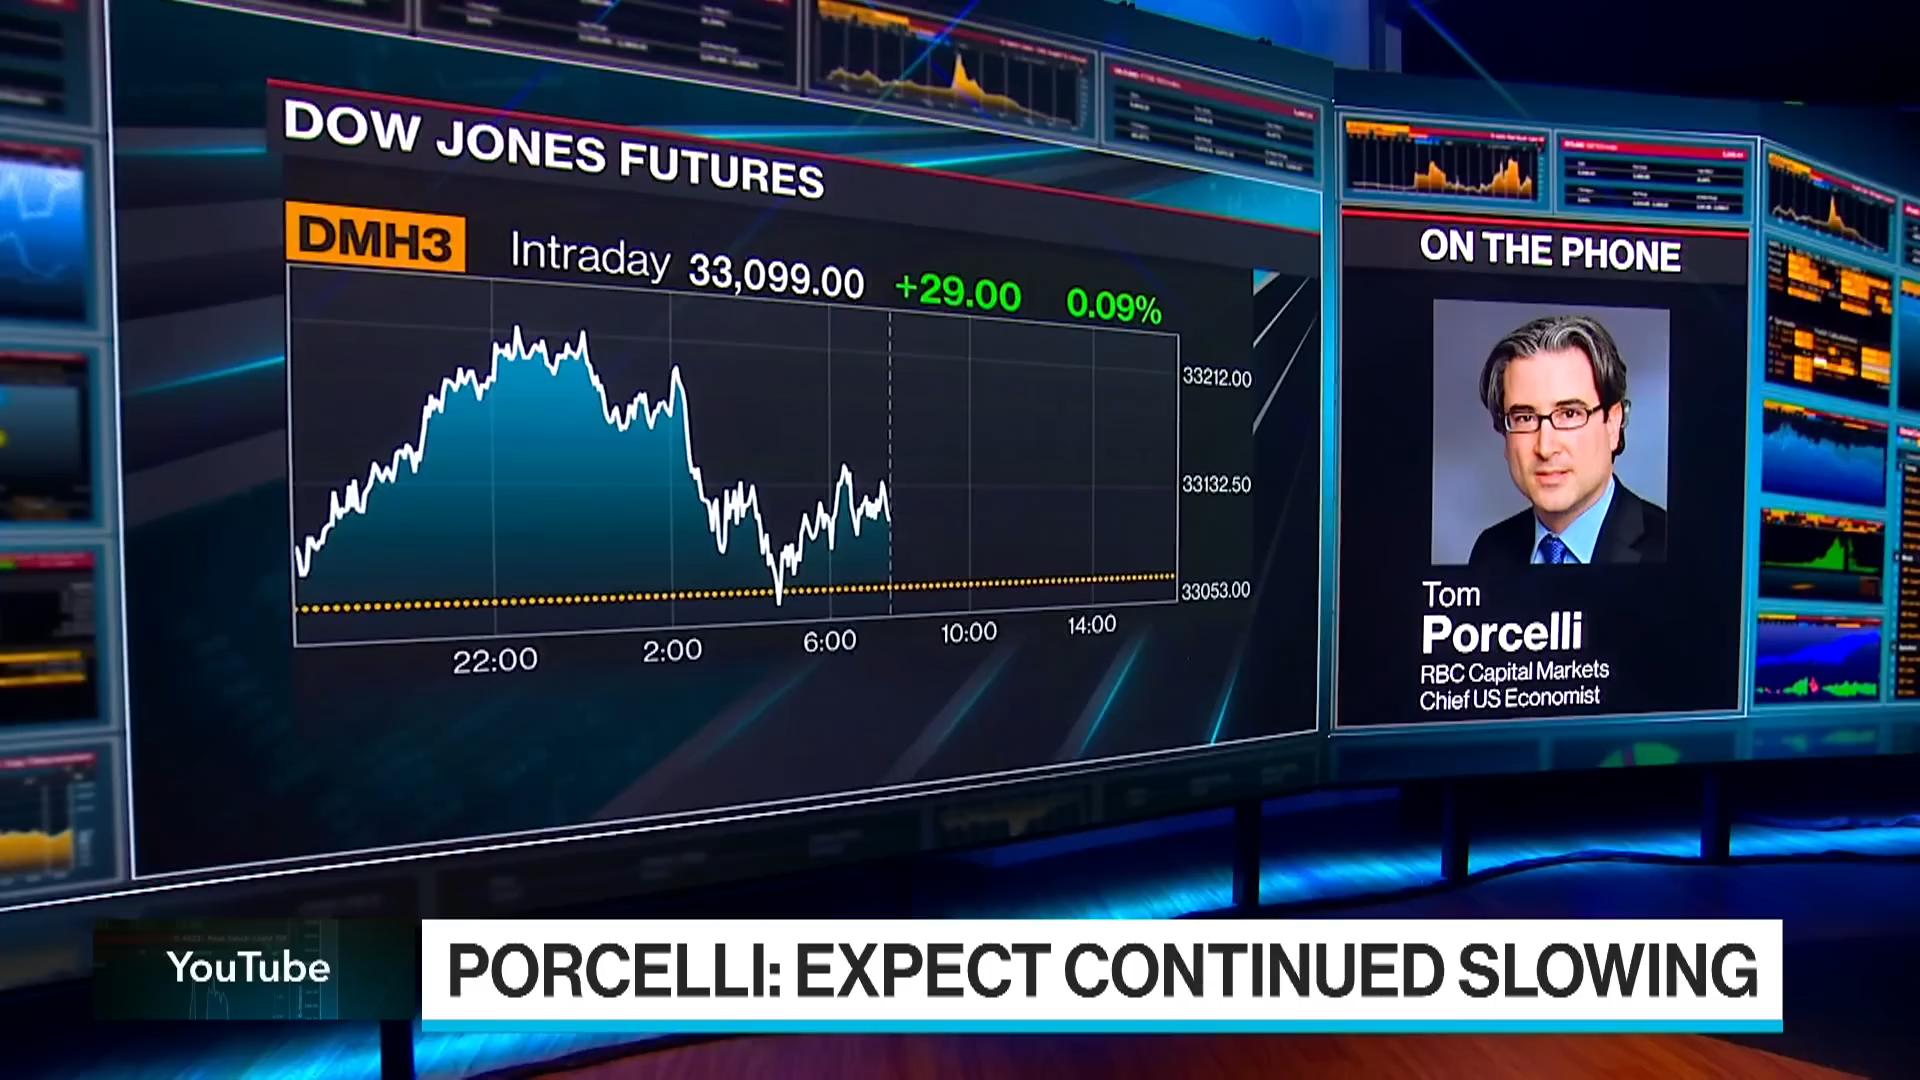 DOW JONES FUTURES
DMH3 Intraday 33,099.00 +29.00 0.09%
33212.00
33132.50
33053.00
22:00 2:00 6:00 10:00 14:00
ON THE PHONE
Tom
Porcelli
RBC Capital Markets
Chief US Economist
YouTube
PORCELLI: EXPECT CONTINUED SLOWING